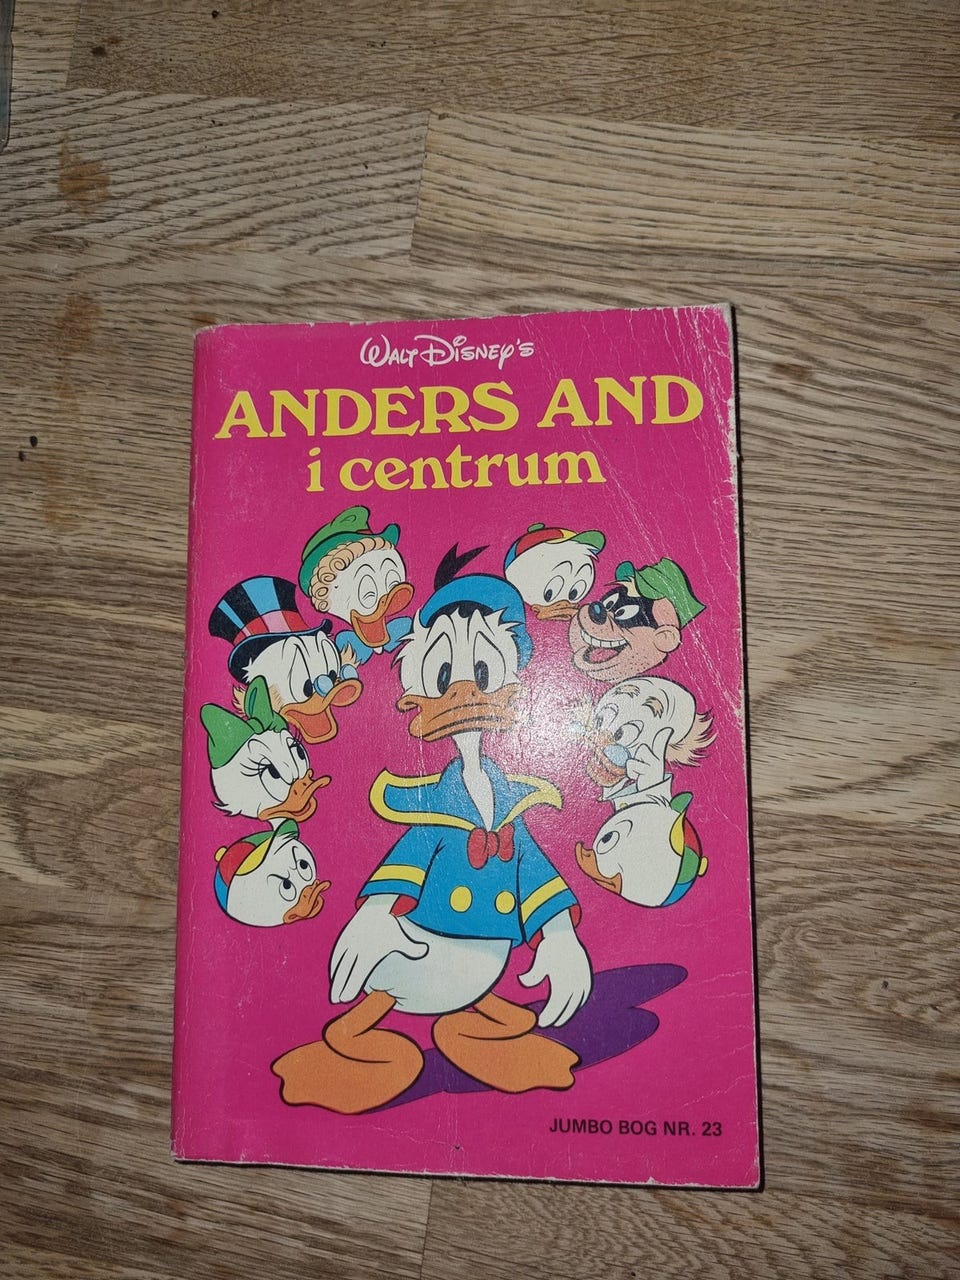 Walt Disney's
ANDERS AND
i centrum
JUMBO BOG NR. 23